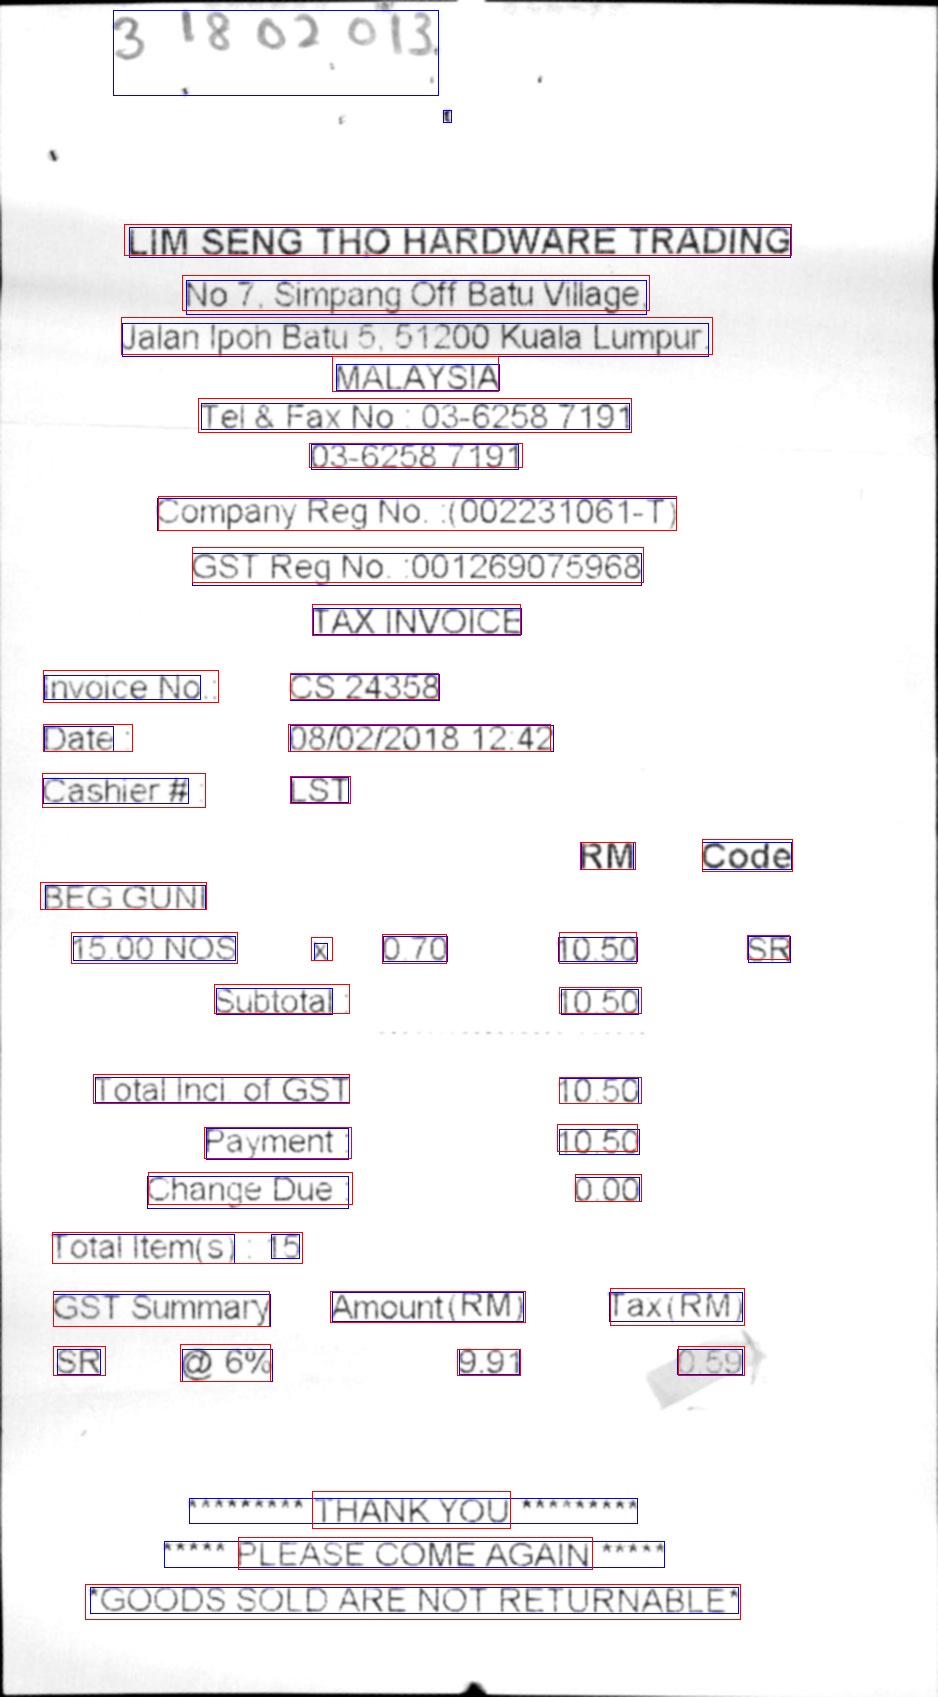 3 1802013
LIM SENG THO HARDWARE TRADING
No 7, Simpang Off Batu Village,
Jalan Ipoh Batu 5, 51200 Kuala Lumpur.
MALAYSIA
Tel & Fax No : 03-6258 7191
03-6258 7191
Company Reg No. :(002231061-T)
GST Reg No. :001269075968
TAX INVOICE
Invoice No. : CS 24358
Date : 08/02/2018 12:42
Cashier # : LST
RM Code
BEG GUNI
15.00 NOS x 0.70 10.50 SR
Subtotal : 10.50
Total Incl. of GST 10.50
Payment : 10.50
Change Due : 0.00
Total Item(s) : 15
GST Summary Amount(RM) Tax(RM)
SR @ 6% 9.91 0.59
********* THANK YOU *********
***** PLEASE COME AGAIN *****
*GOODS SOLD ARE NOT RETURNABLE*